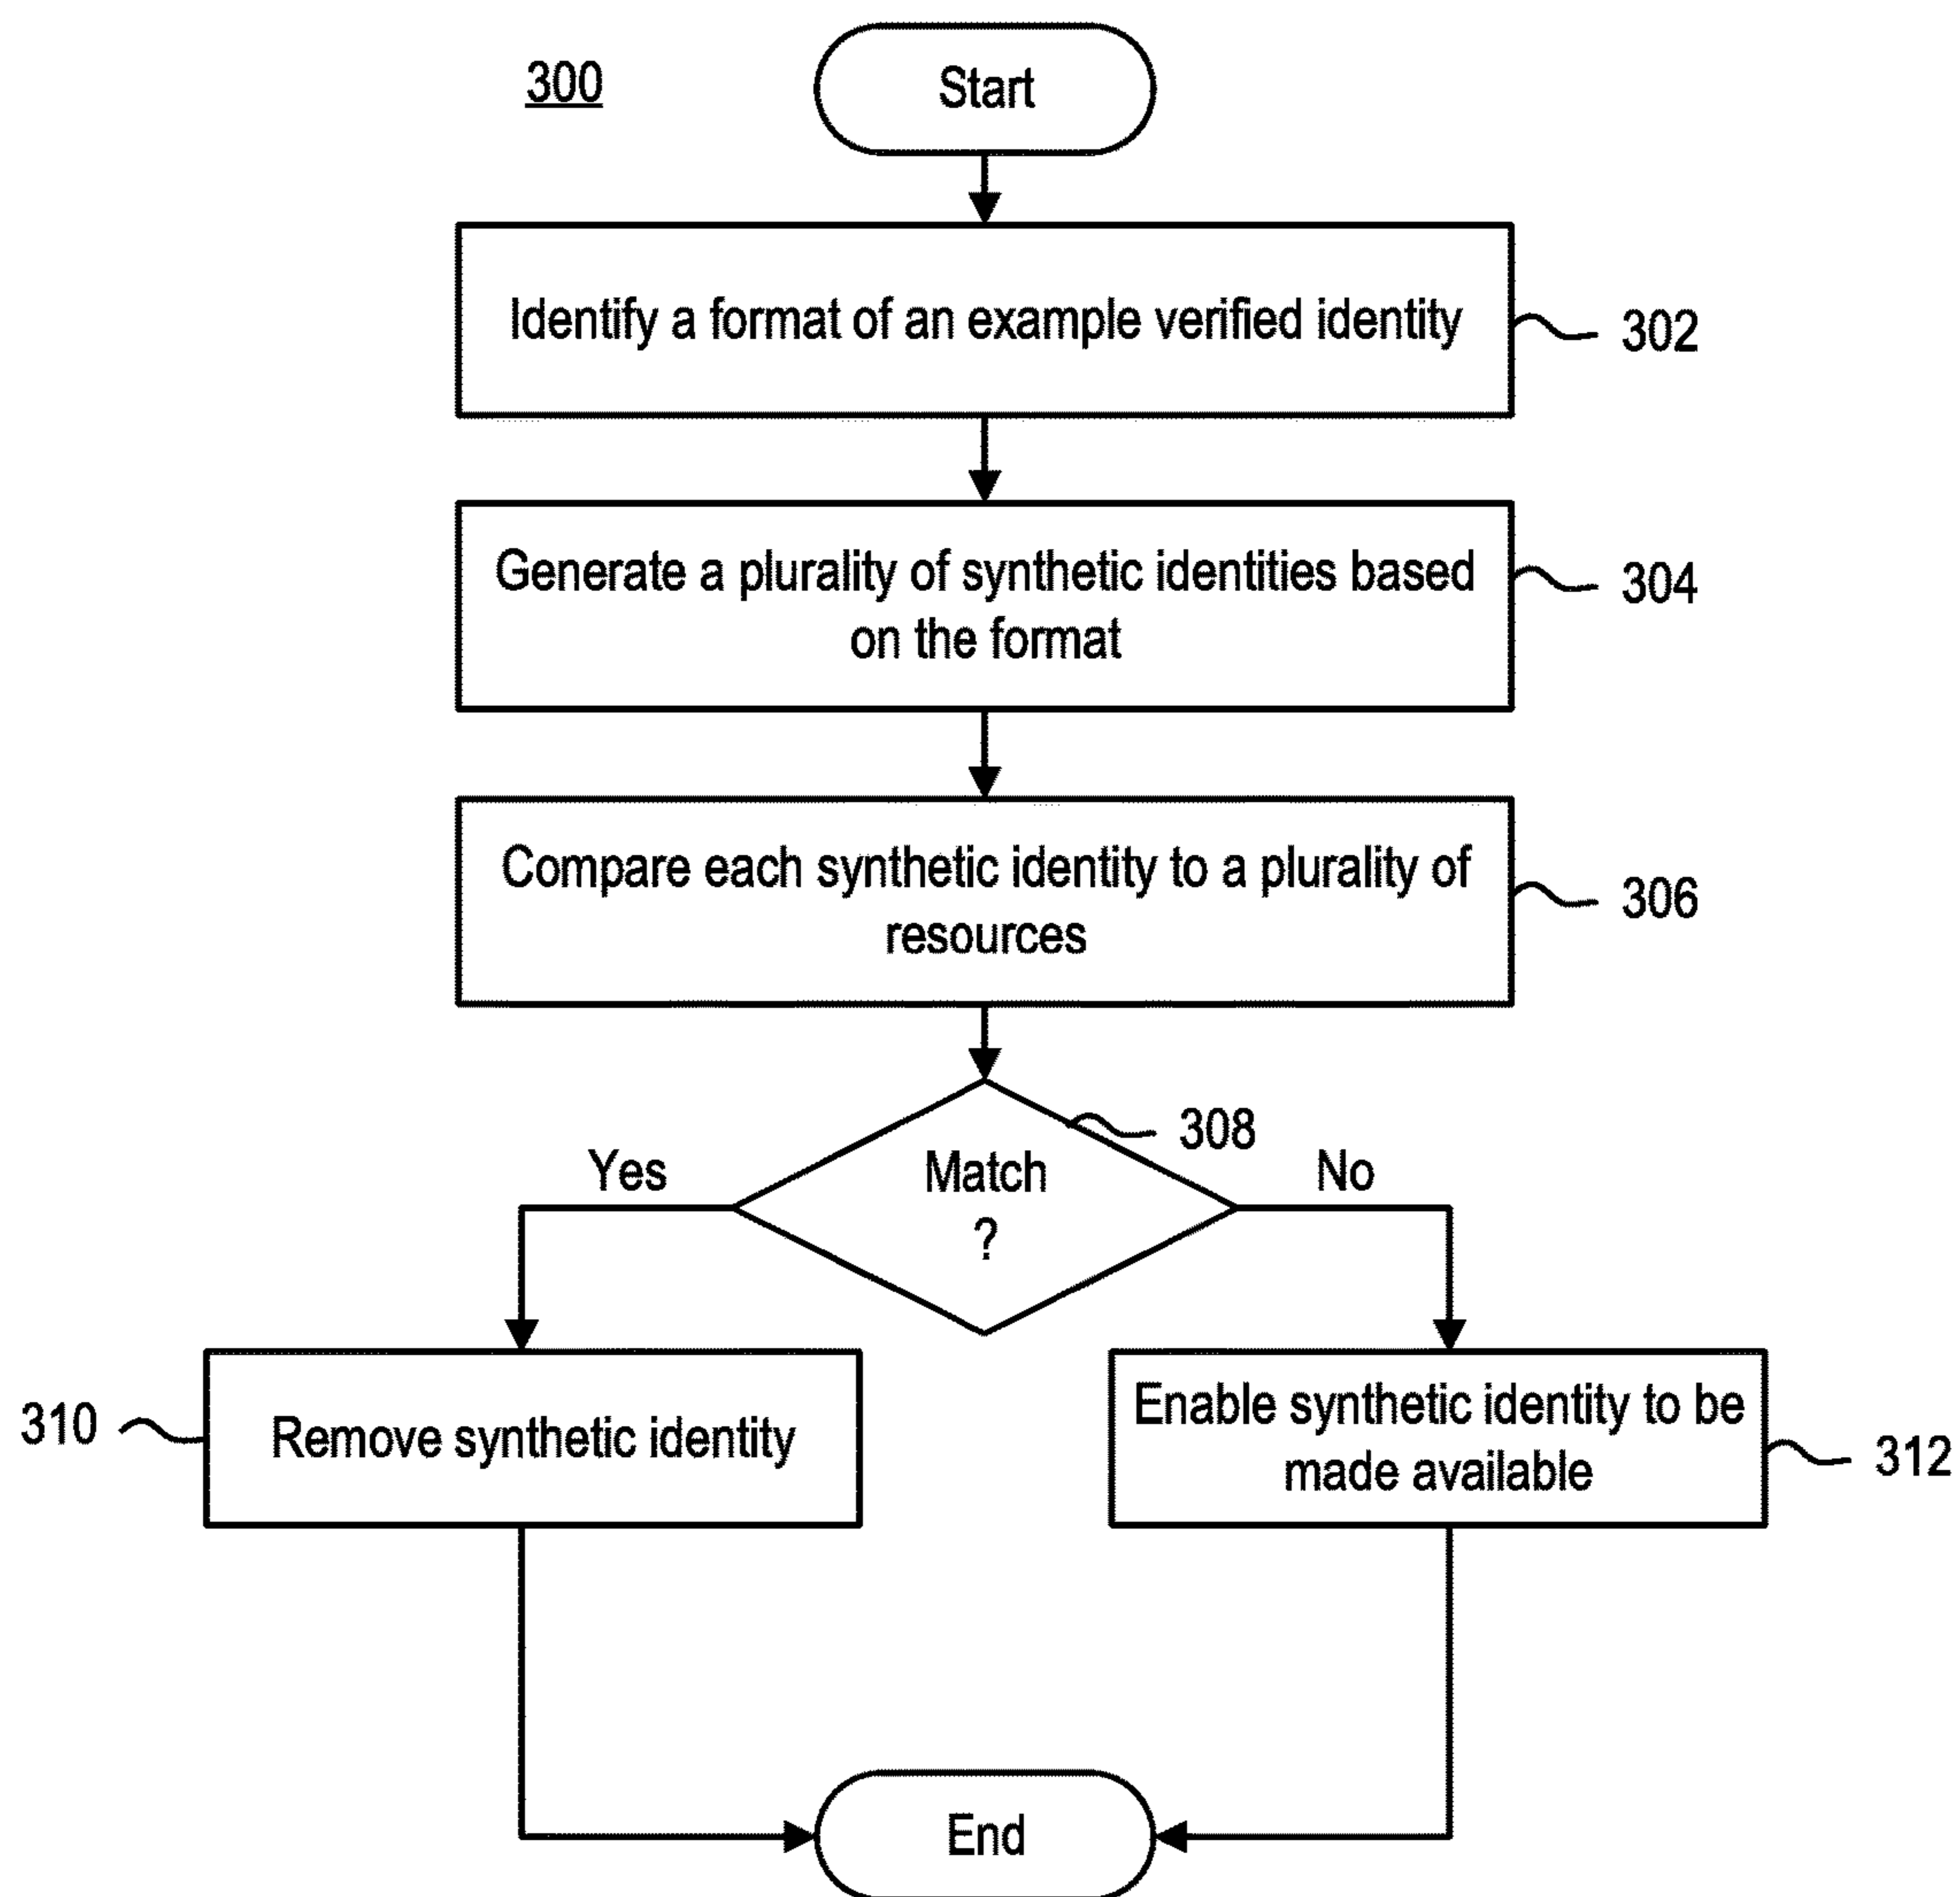 300
Start
Identify a format of an example verified identity
302
Generate a plurality of synthetic identities based
on the format
304
Compare each synthetic identity to a plurality of
resources
306
308
Yes
Match
?
No
310
Remove synthetic identity
Enable synthetic identity to be
made available
312
End